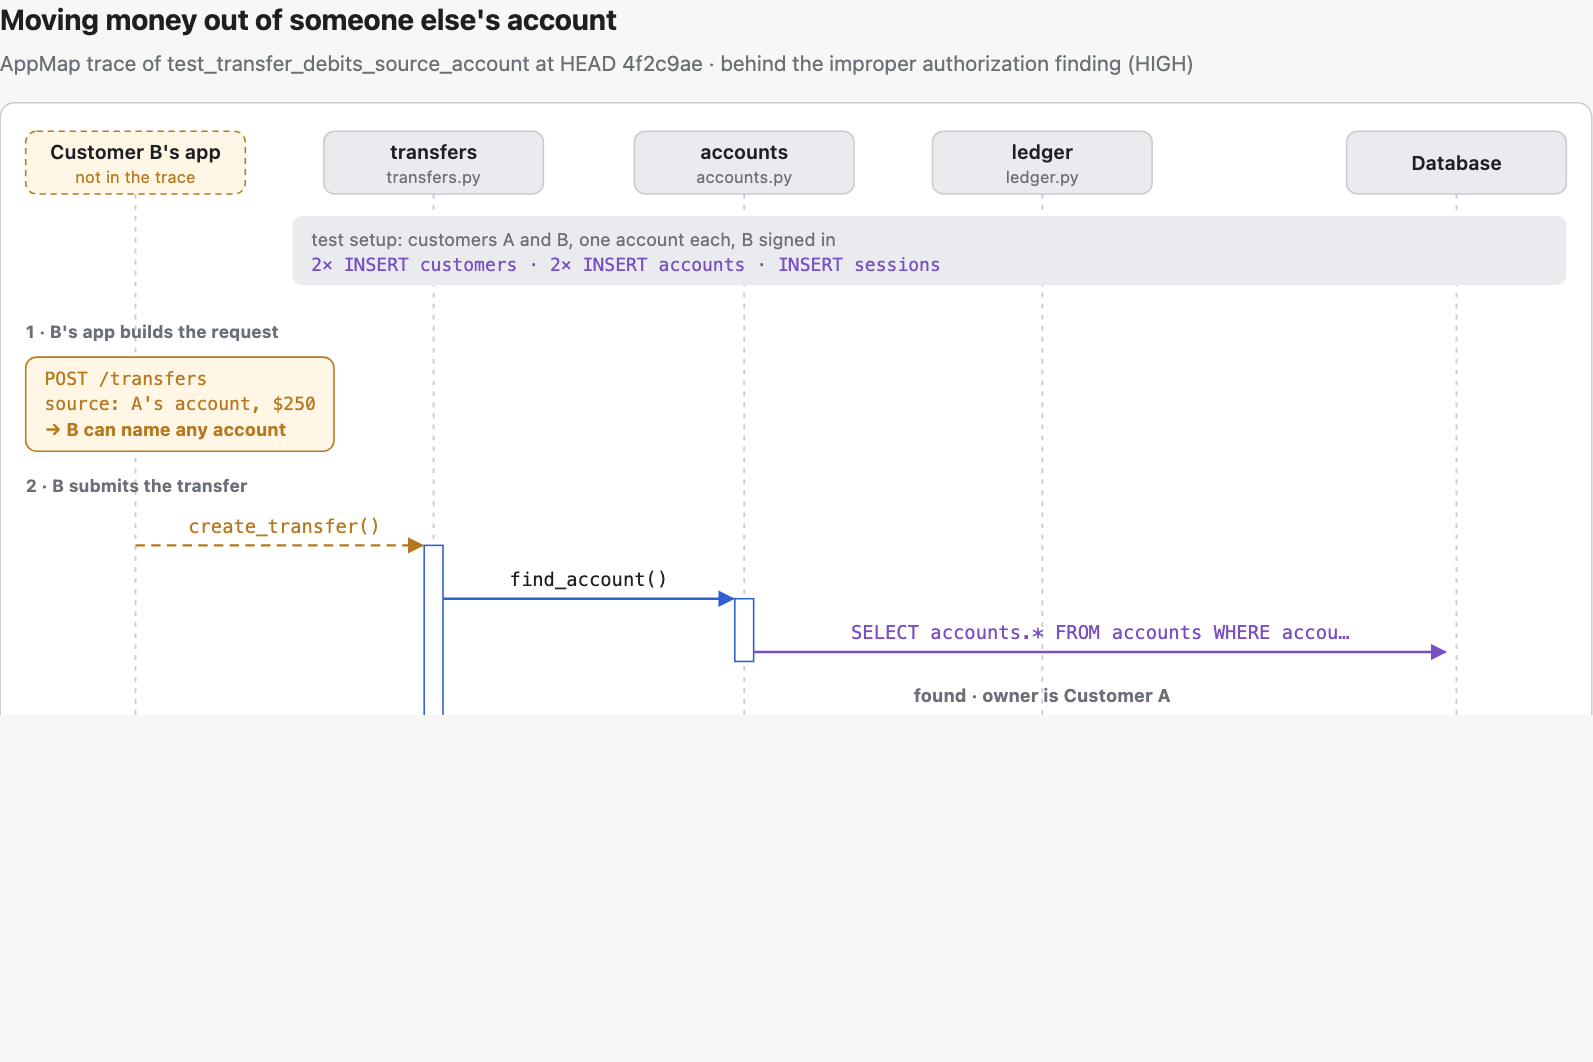 Moving money out of someone else's account
AppMap trace of test_transfer_debits_source_account at HEAD 4f2c9ae · behind the improper authorization finding (HIGH)
Customer B's app
not in the trace
transfers
transfers.py
accounts
accounts.py
ledger
ledger.py
Database
test setup: customers A and B, one account each, B signed in
2× INSERT customers · 2× INSERT accounts · INSERT sessions
1 · B's app builds the request
POST /transfers
source: A's account, $250
→ B can name any account
2 · B submits the transfer
create_transfer()
find_account()
SELECT accounts.* FROM accounts WHERE accou…
found · owner is Customer A